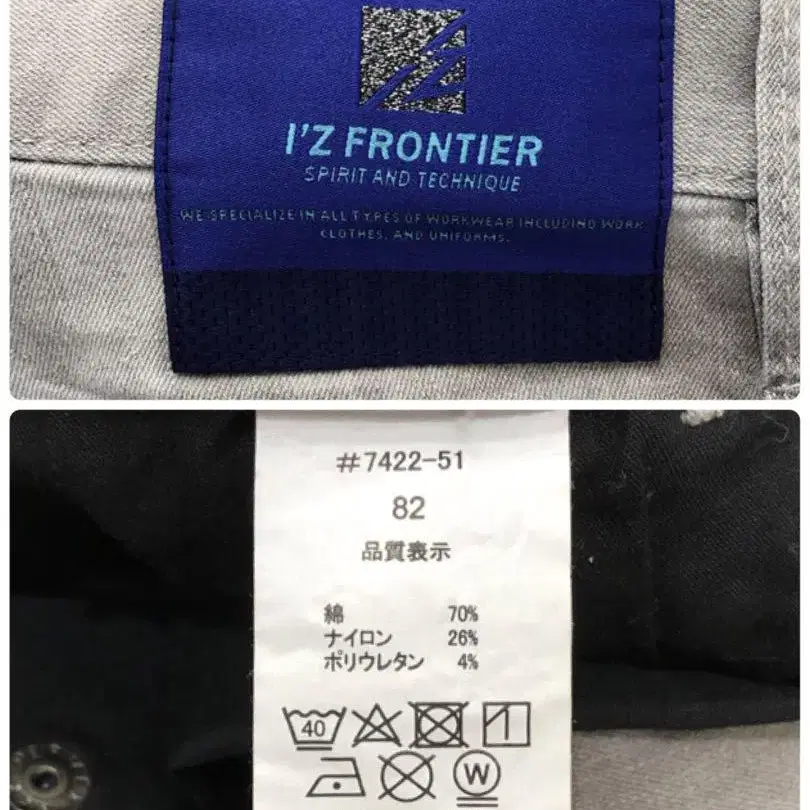 I'Z FRONTIER
SPIRIT AND TECHNIQUE
WE SPECIALIZE IN ALL TYPES OF WORKWEAR INCLUDING WORK
CLOTHES, AND UNIFORMS.
#7422-51
82
品質表示
綿 70%
ナイロン 26%
ポリウレタン 4%
40
W